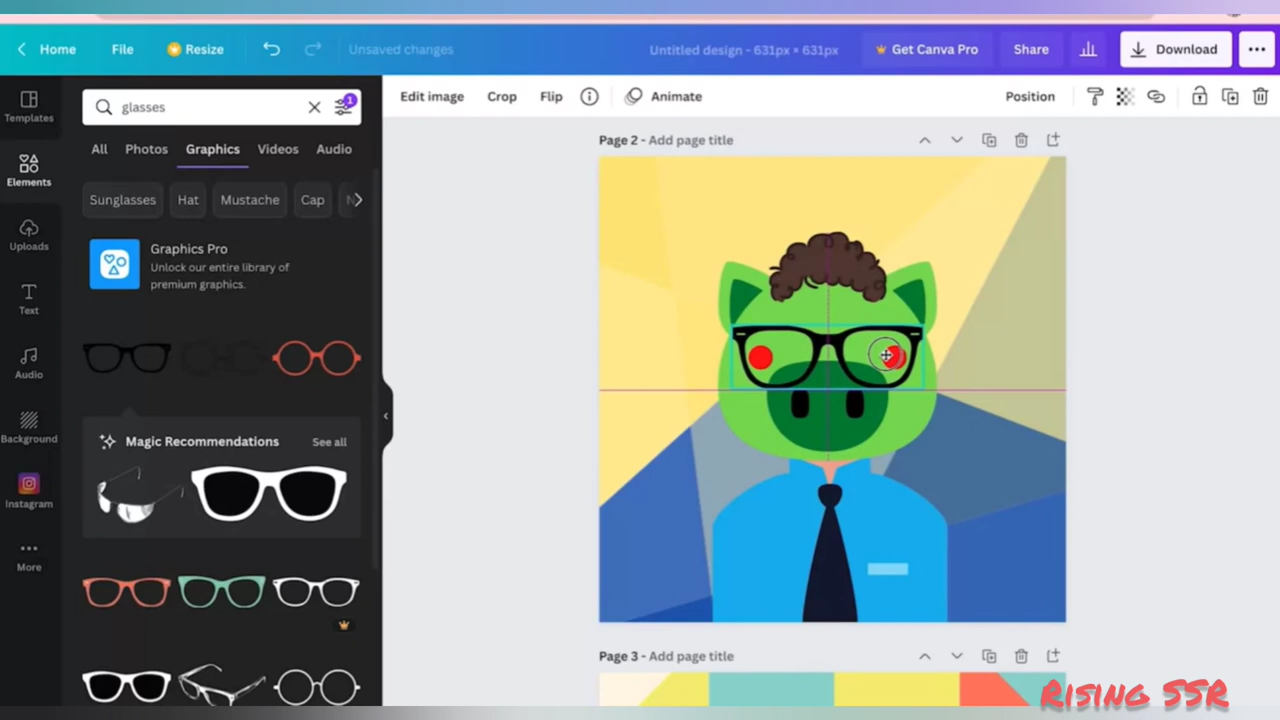 Home File Resize Unsaved changes Untitled design - 631px × 631px Get Canva Pro Share Download
Templates
Elements
Uploads
Text
Audio
Background
Instagram
More
glasses
1
All Photos Graphics Videos Audio
Sunglasses Hat Mustache Cap N
Graphics Pro
Unlock our entire library of
premium graphics.
Magic Recommendations See all
Edit image Crop Flip Animate Position
Page 2 - Add page title
Page 3 - Add page title
Rising SSR